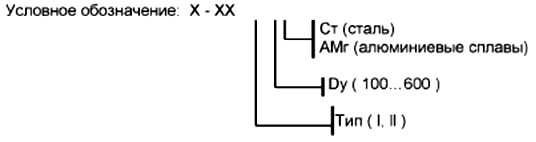 Условное обозначение: X - XX
Ст (сталь)
АМг (алюминиевые сплавы)
Dy ( 100...600 )
Тип ( I, II )